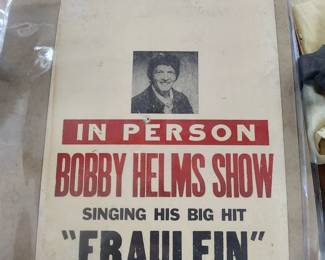 IN PERSON
BOBBY HELMS SHOW
SINGING HIS BIG HIT
"FRAULEIN"